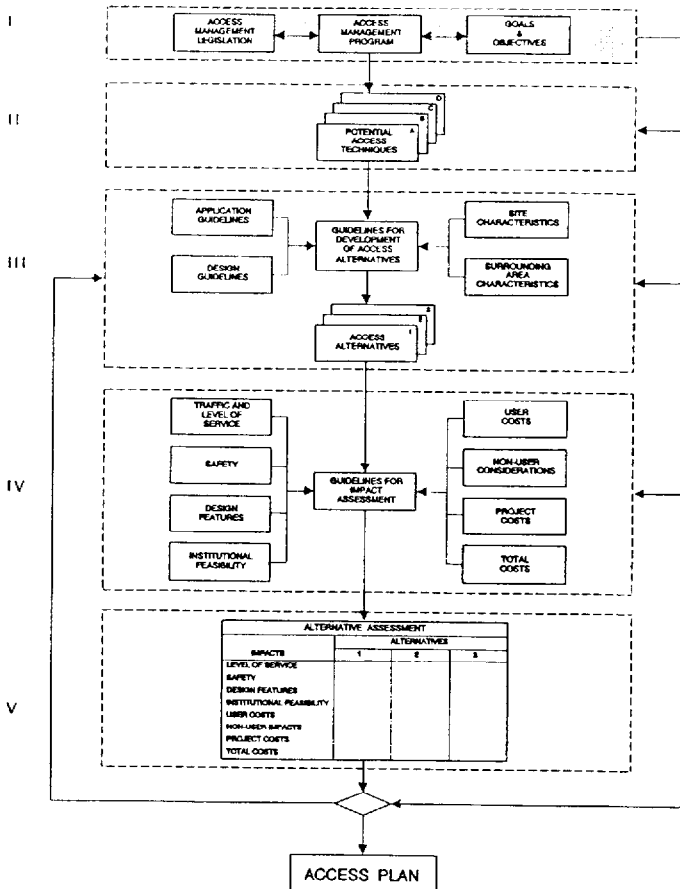 I
ACCESS
MANAGEMENT
LEGISLATION
ACCESS
MANAGEMENT
PROGRAM
GOALS
&
OBJECTIVES
II
D
C
B
A
POTENTIAL
ACCESS
TECHNIQUES
III
APPLICATION
GUIDELINES
DESIGN
GUIDELINES
GUIDELINES FOR
DEVELOPMENT
OF ACCESS
ALTERNATIVES
SITE
CHARACTERISTICS
SURROUNDING
AREA
CHARACTERISTICS
3
2
1
ACCESS
ALTERNATIVES
IV
TRAFFIC AND
LEVEL OF
SERVICE
SAFETY
DESIGN
FEATURES
INSTITUTIONAL
FEASIBILITY
GUIDELINES FOR
IMPACT
ASSESSMENT
USER
COSTS
NON-USER
CONSIDERATIONS
PROJECT
COSTS
TOTAL
COSTS
V
ALTERNATIVE ASSESSMENT
ALTERNATIVES
IMPACTS 1 2 3
LEVEL OF SERVICE
SAFETY
DESIGN FEATURES
INSTITUTIONAL FEASIBILITY
USER COSTS
NON-USER IMPACTS
PROJECT COSTS
TOTAL COSTS
ACCESS PLAN